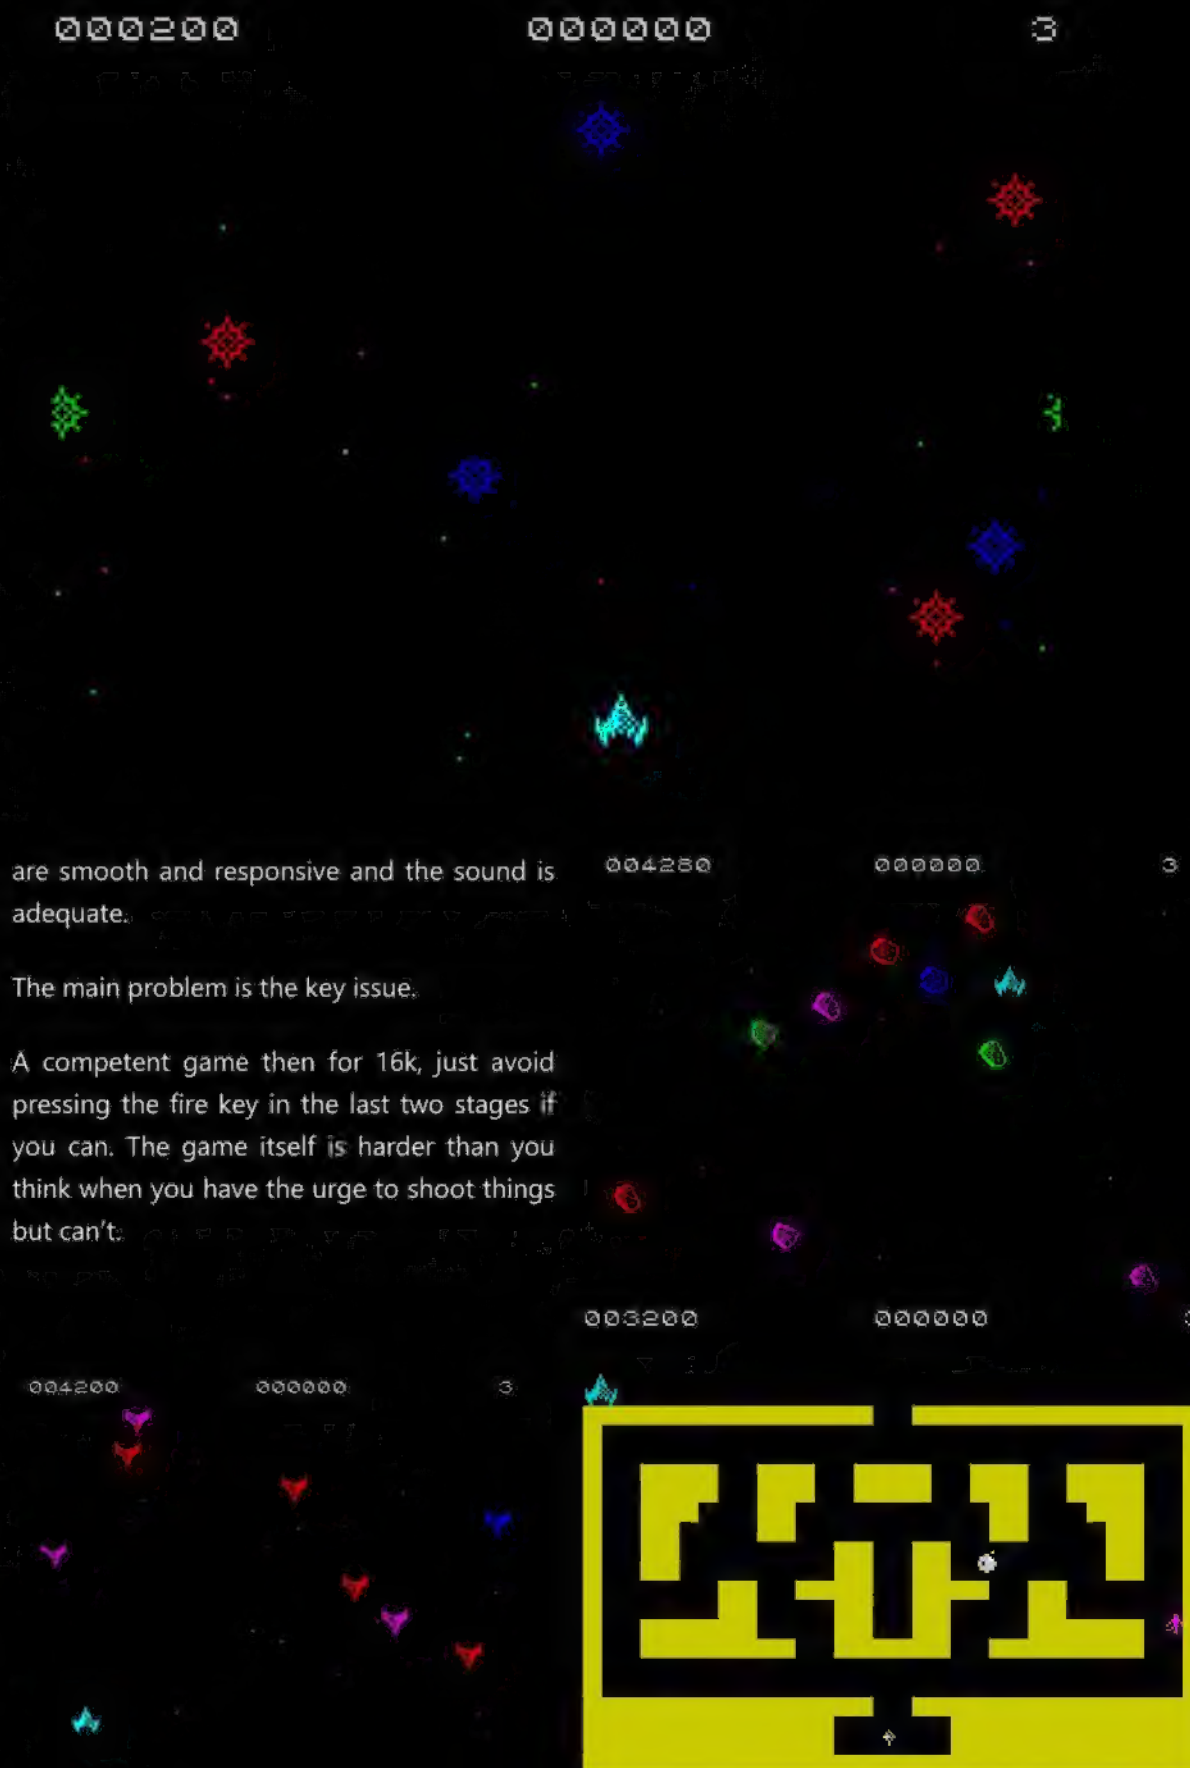 000200 000000 3
are smooth and responsive and the sound is
adequate.
The main problem is the key issue.
A competent game then for 16k, just avoid
pressing the fire key in the last two stages if
you can. The game itself is harder than you
think when you have the urge to shoot things
but can't.
004280 000000 3
004200 000000 3
003200 000000